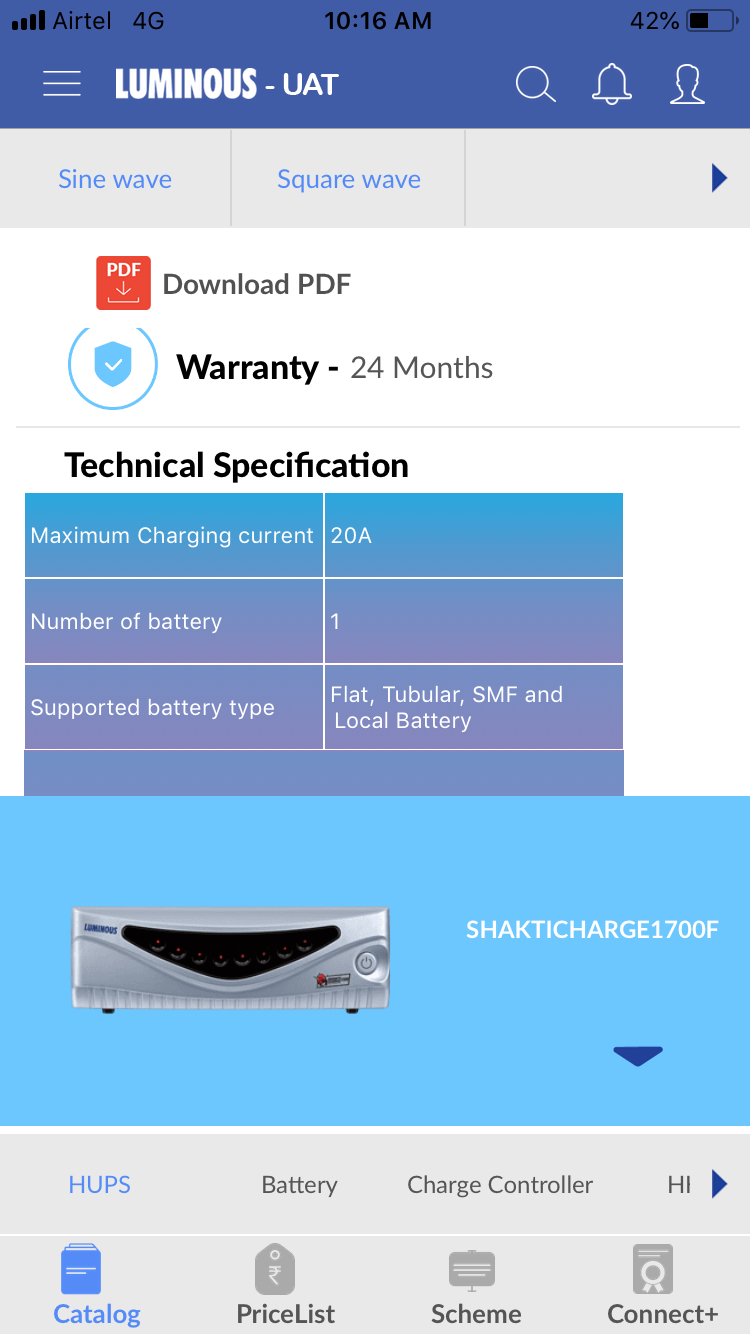 Airtel 4G 10:16 AM 42%
LUMINOUS - UAT
Sine wave Square wave
PDF
Download PDF
Warranty - 24 Months
Technical Specification
Maximum Charging current 20A
Number of battery 1
Supported battery type Flat, Tubular, SMF and
Local Battery
LUMINOUS
SHAKTICHARGE1700F
HUPS Battery Charge Controller
₹
Catalog PriceList Scheme Connect+